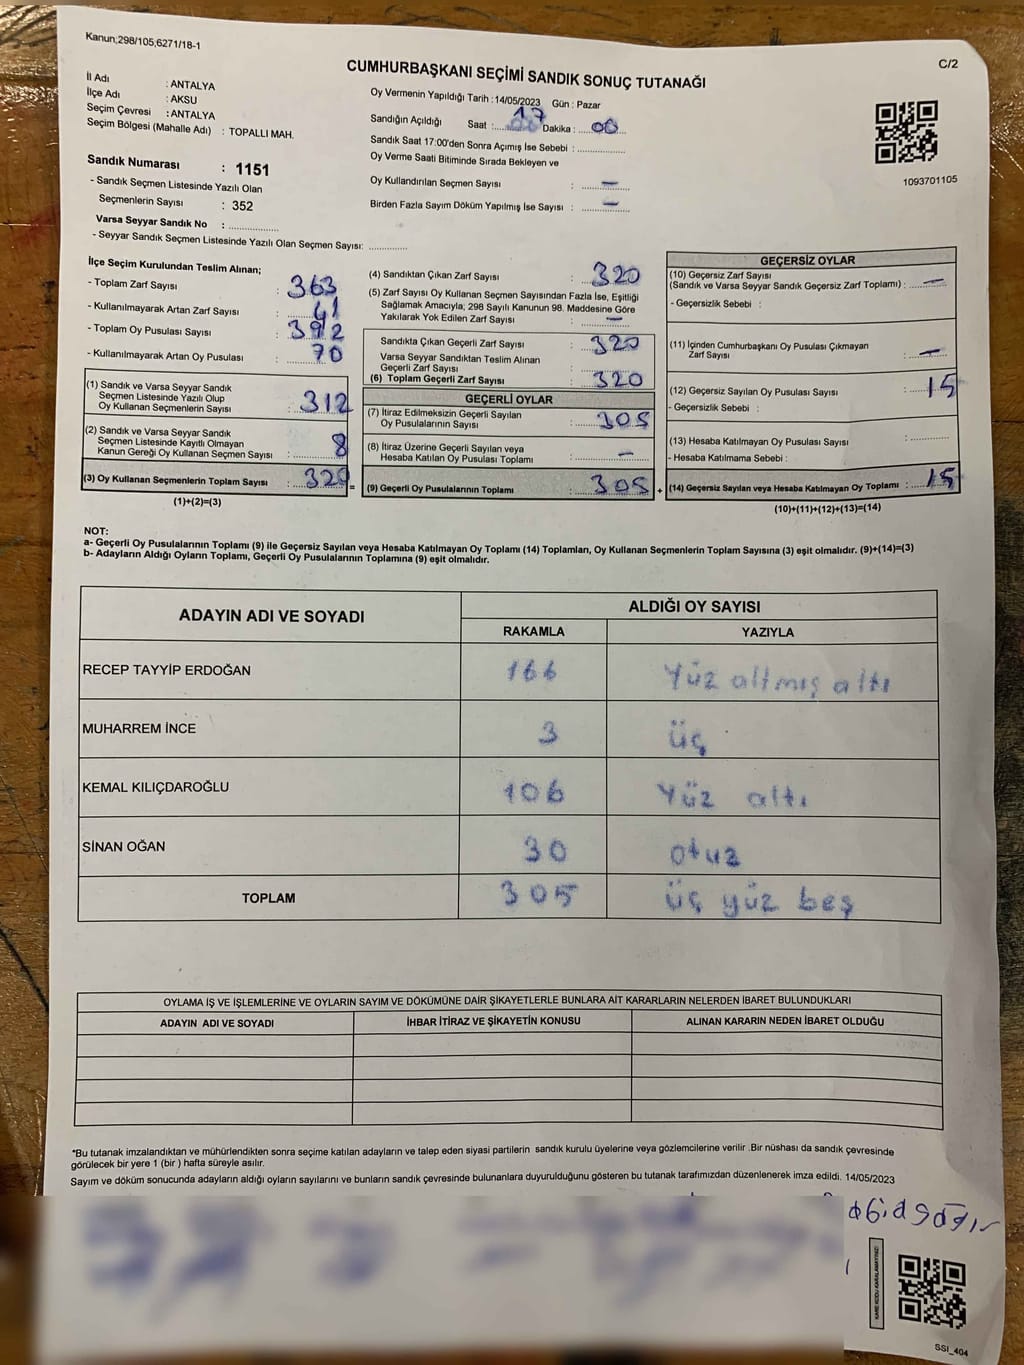 Kanun;298/105;6271/18-1
C/2
CUMHURBAŞKANI SEÇİMİ SANDIK SONUÇ TUTANAĞI
İl Adı : ANTALYA
İlçe Adı : AKSU
Seçim Çevresi : ANTALYA
Seçim Bölgesi (Mahalle Adı) : TOPALLI MAH.
Oy Vermenin Yapıldığı Tarih : 14/05/2023 Gün : Pazar
Sandığın Açıldığı Saat : 17 Dakika : 00
Sandık Saat 17:00'den Sonra Açımış İse Sebebi :
Oy Verme Saati Bitiminde Sırada Bekleyen ve
Oy Kullandırılan Seçmen Sayısı : —
Birden Fazla Sayım Döküm Yapılmış İse Sayısı : —
1093701105
Sandık Numarası : 1151
- Sandık Seçmen Listesinde Yazılı Olan
Seçmenlerin Sayısı : 352
Varsa Seyyar Sandık No :
- Seyyar Sandık Seçmen Listesinde Yazılı Olan Seçmen Sayısı:
İlçe Seçim Kurulundan Teslim Alınan;
- Toplam Zarf Sayısı : 363
- Kullanılmayarak Artan Zarf Sayısı : 41
- Toplam Oy Pusulası Sayısı : 392
- Kullanılmayarak Artan Oy Pusulası : 70
(1) Sandık ve Varsa Seyyar Sandık
Seçmen Listesinde Yazılı Olup
Oy Kullanan Seçmenlerin Sayısı : 312
(2) Sandık ve Varsa Seyyar Sandık
Seçmen Listesinde Kayıtlı Olmayan
Kanun Gereği Oy Kullanan Seçmen Sayısı : 8
(3) Oy Kullanan Seçmenlerin Toplam Sayısı : 320
(1)+(2)=(3)
(4) Sandıktan Çıkan Zarf Sayısı : 320
(5) Zarf Sayısı Oy Kullanan Seçmen Sayısından Fazla İse, Eşitliği
Sağlamak Amacıyla; 298 Sayılı Kanunun 98. Maddesine Göre
Yakılarak Yok Edilen Zarf Sayısı : —
Sandıkta Çıkan Geçerli Zarf Sayısı : 320
Varsa Seyyar Sandıktan Teslim Alınan
Geçerli Zarf Sayısı :
(6) Toplam Geçerli Zarf Sayısı : 320
GEÇERLİ OYLAR
(7) İtiraz Edilmeksizin Geçerli Sayılan
Oy Pusulalarının Sayısı : 305
(8) İtiraz Üzerine Geçerli Sayılan veya
Hesaba Katılan Oy Pusulası Toplamı : —
= (9) Geçerli Oy Pusulalarının Toplamı : 305 +
GEÇERSİZ OYLAR
(10) Geçersiz Zarf Sayısı
(Sandık ve Varsa Seyyar Sandık Geçersiz Zarf Toplamı) : —
- Geçersizlik Sebebi :
(11) İçinden Cumhurbaşkanı Oy Pusulası Çıkmayan
Zarf Sayısı : —
(12) Geçersiz Sayılan Oy Pusulası Sayısı : 15
- Geçersizlik Sebebi :
(13) Hesaba Katılmayan Oy Pusulası Sayısı :
- Hesaba Katılmama Sebebi :
(14) Geçersiz Sayılan veya Hesaba Katılmayan Oy Toplamı : 15
(10)+(11)+(12)+(13)=(14)
NOT:
a- Geçerli Oy Pusulalarının Toplamı (9) ile Geçersiz Sayılan veya Hesaba Katılmayan Oy Toplamı (14) Toplamları, Oy Kullanan Seçmenlerin Toplam Sayısına (3) eşit olmalıdır. (9)+(14)=(3)
b- Adayların Aldığı Oyların Toplamı, Geçerli Oy Pusulalarının Toplamına (9) eşit olmalıdır.
ADAYIN ADI VE SOYADI
ALDIĞI OY SAYISI
RAKAMLA YAZIYLA
RECEP TAYYİP ERDOĞAN 166 Yüz altmış altı
MUHARREM İNCE 3 üç
KEMAL KILIÇDAROĞLU 106 Yüz altı
SİNAN OĞAN 30 otuz
TOPLAM 305 üç yüz beş
OYLAMA İŞ VE İŞLEMLERİNE VE OYLARIN SAYIM VE DÖKÜMÜNE DAİR ŞİKAYETLERLE BUNLARA AİT KARARLARIN NELERDEN İBARET BULUNDUKLARI
ADAYIN ADI VE SOYADI İHBAR İTİRAZ VE ŞİKAYETİN KONUSU ALINAN KARARIN NEDEN İBARET OLDUĞU
*Bu tutanak imzalandıktan ve mühürlendikten sonra seçime katılan adayların ve talep eden siyasi partilerin sandık kurulu üyelerine veya gözlemcilerine verilir .Bir nüshası da sandık çevresinde
görülecek bir yere 1 (bir ) hafta süreyle asılır.
Sayım ve döküm sonucunda adayların aldığı oyların sayılarını ve bunların sandık çevresinde bulunanlara duyurulduğunu gösteren bu tutanak tarafımızdan düzenlenerek imza edildi. 14/05/2023
KARE KODU KARALAMAYINIZ!
SSI_404